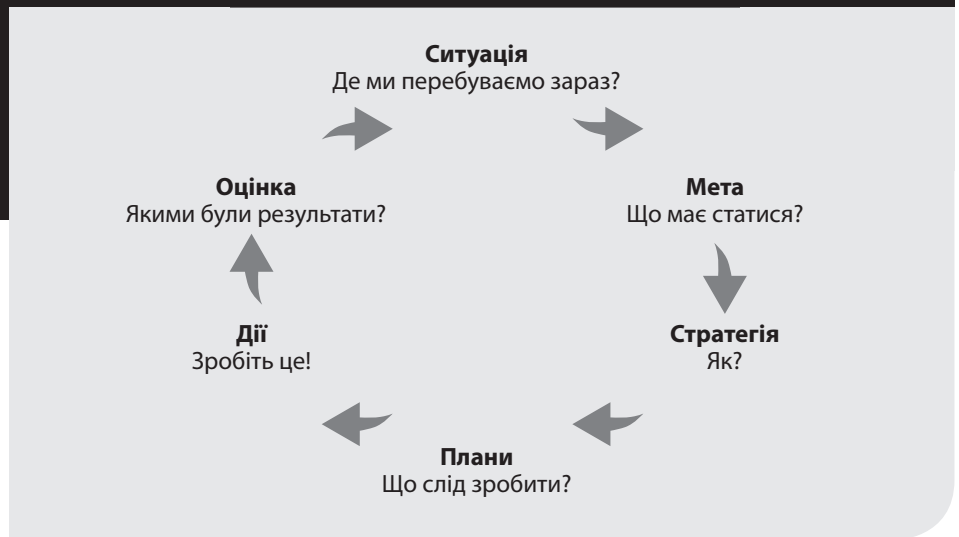 Ситуація
Де ми перебуваємо зараз?
Оцінка
Якими були результати?
Мета
Що має статися?
Дії
Зробіть це!
Стратегія
Як?
Плани
Що слід зробити?